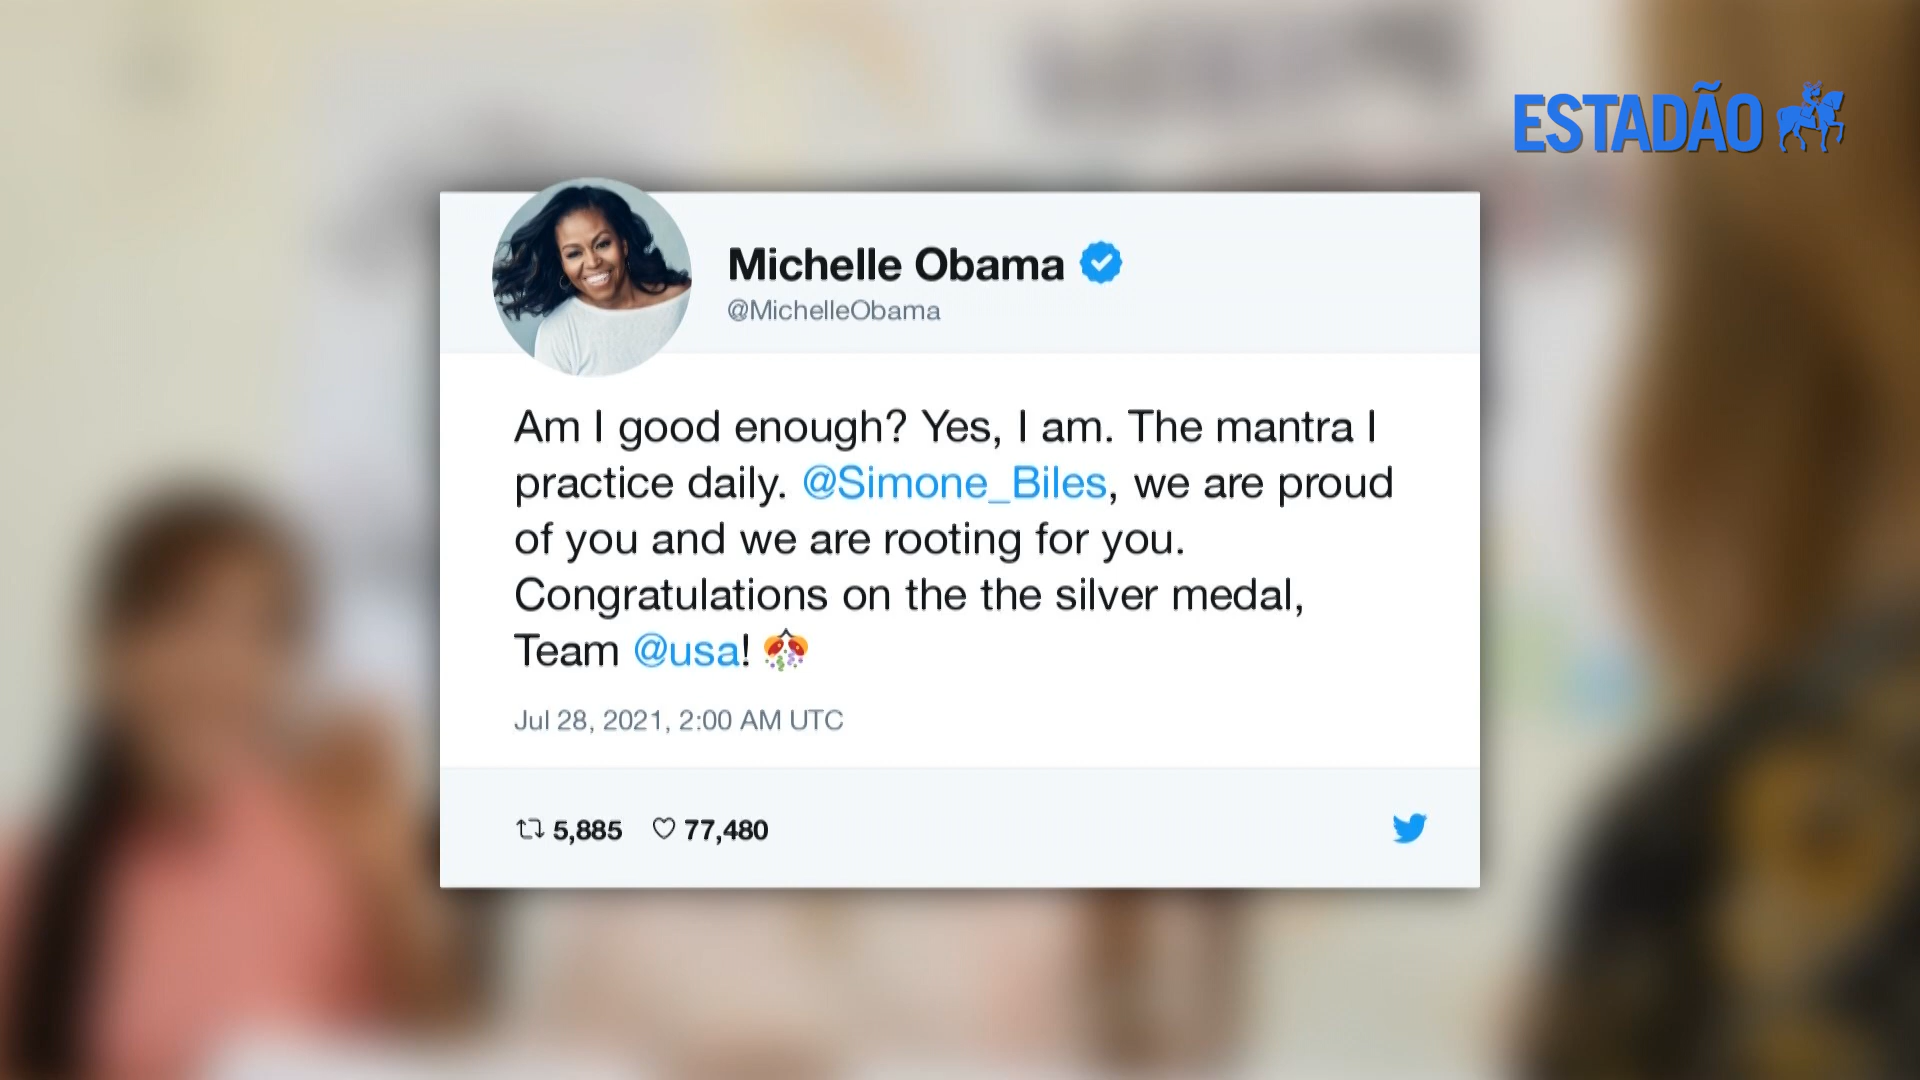 ESTADÃO
Michelle Obama
@MichelleObama
Am I good enough? Yes, I am. The mantra I
practice daily. @Simone_Biles, we are proud
of you and we are rooting for you.
Congratulations on the the silver medal,
Team @usa! 🎊
Jul 28, 2021, 2:00 AM UTC
5,885 77,480